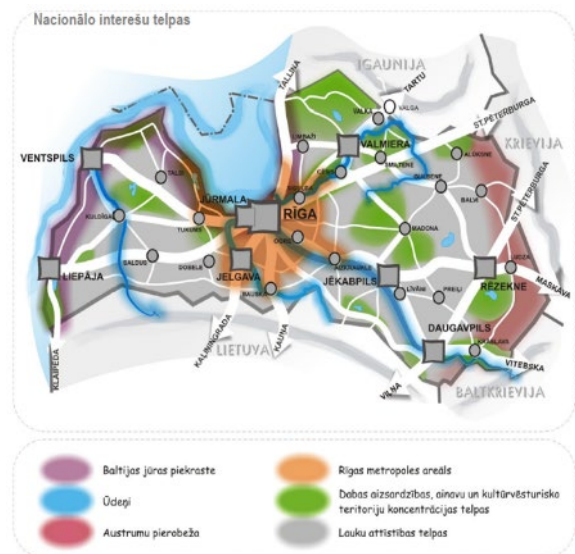 Nacionālo interešu telpas
IGAUNIJA
TALLINA
TARTU
VALKA
VALGA
ST.PĒTERBURGA
LIMBAŽI
VALMIERA
KRIEVIJA
SMILTENE
ALŪKSNE
VENTSPILS
CĒSIS
TALSI
SIGULDA
GULBENE
BALVI
ST.PĒTERBURGA
JŪRMALA
RĪGA
KULDĪGA
TUKUMS
MADONA
OGRE
LUDZA
SALDUS
DOBELE
AIZKRAUKLE
LIEPĀJA
JELGAVA
JĒKABPILS
RĒZEKNE
MASKAVA
BAUSKA
LĪVĀNI
PREIĻI
DAUGAVPILS
KRĀSLAVA
LIETUVA
KALININGRADA
KAUŅA
KLAIPĒDA
VIĻŅA
VITEBSKA
BALTKRIEVIJA
Baltijas jūras piekraste
Ūdeņi
Austrumu pierobeža
Rīgas metropoles areāls
Dabas aizsardzības, ainavu un kultūrvēsturisko
teritoriju koncentrācijas
telpas
Lauku attīstības telpas